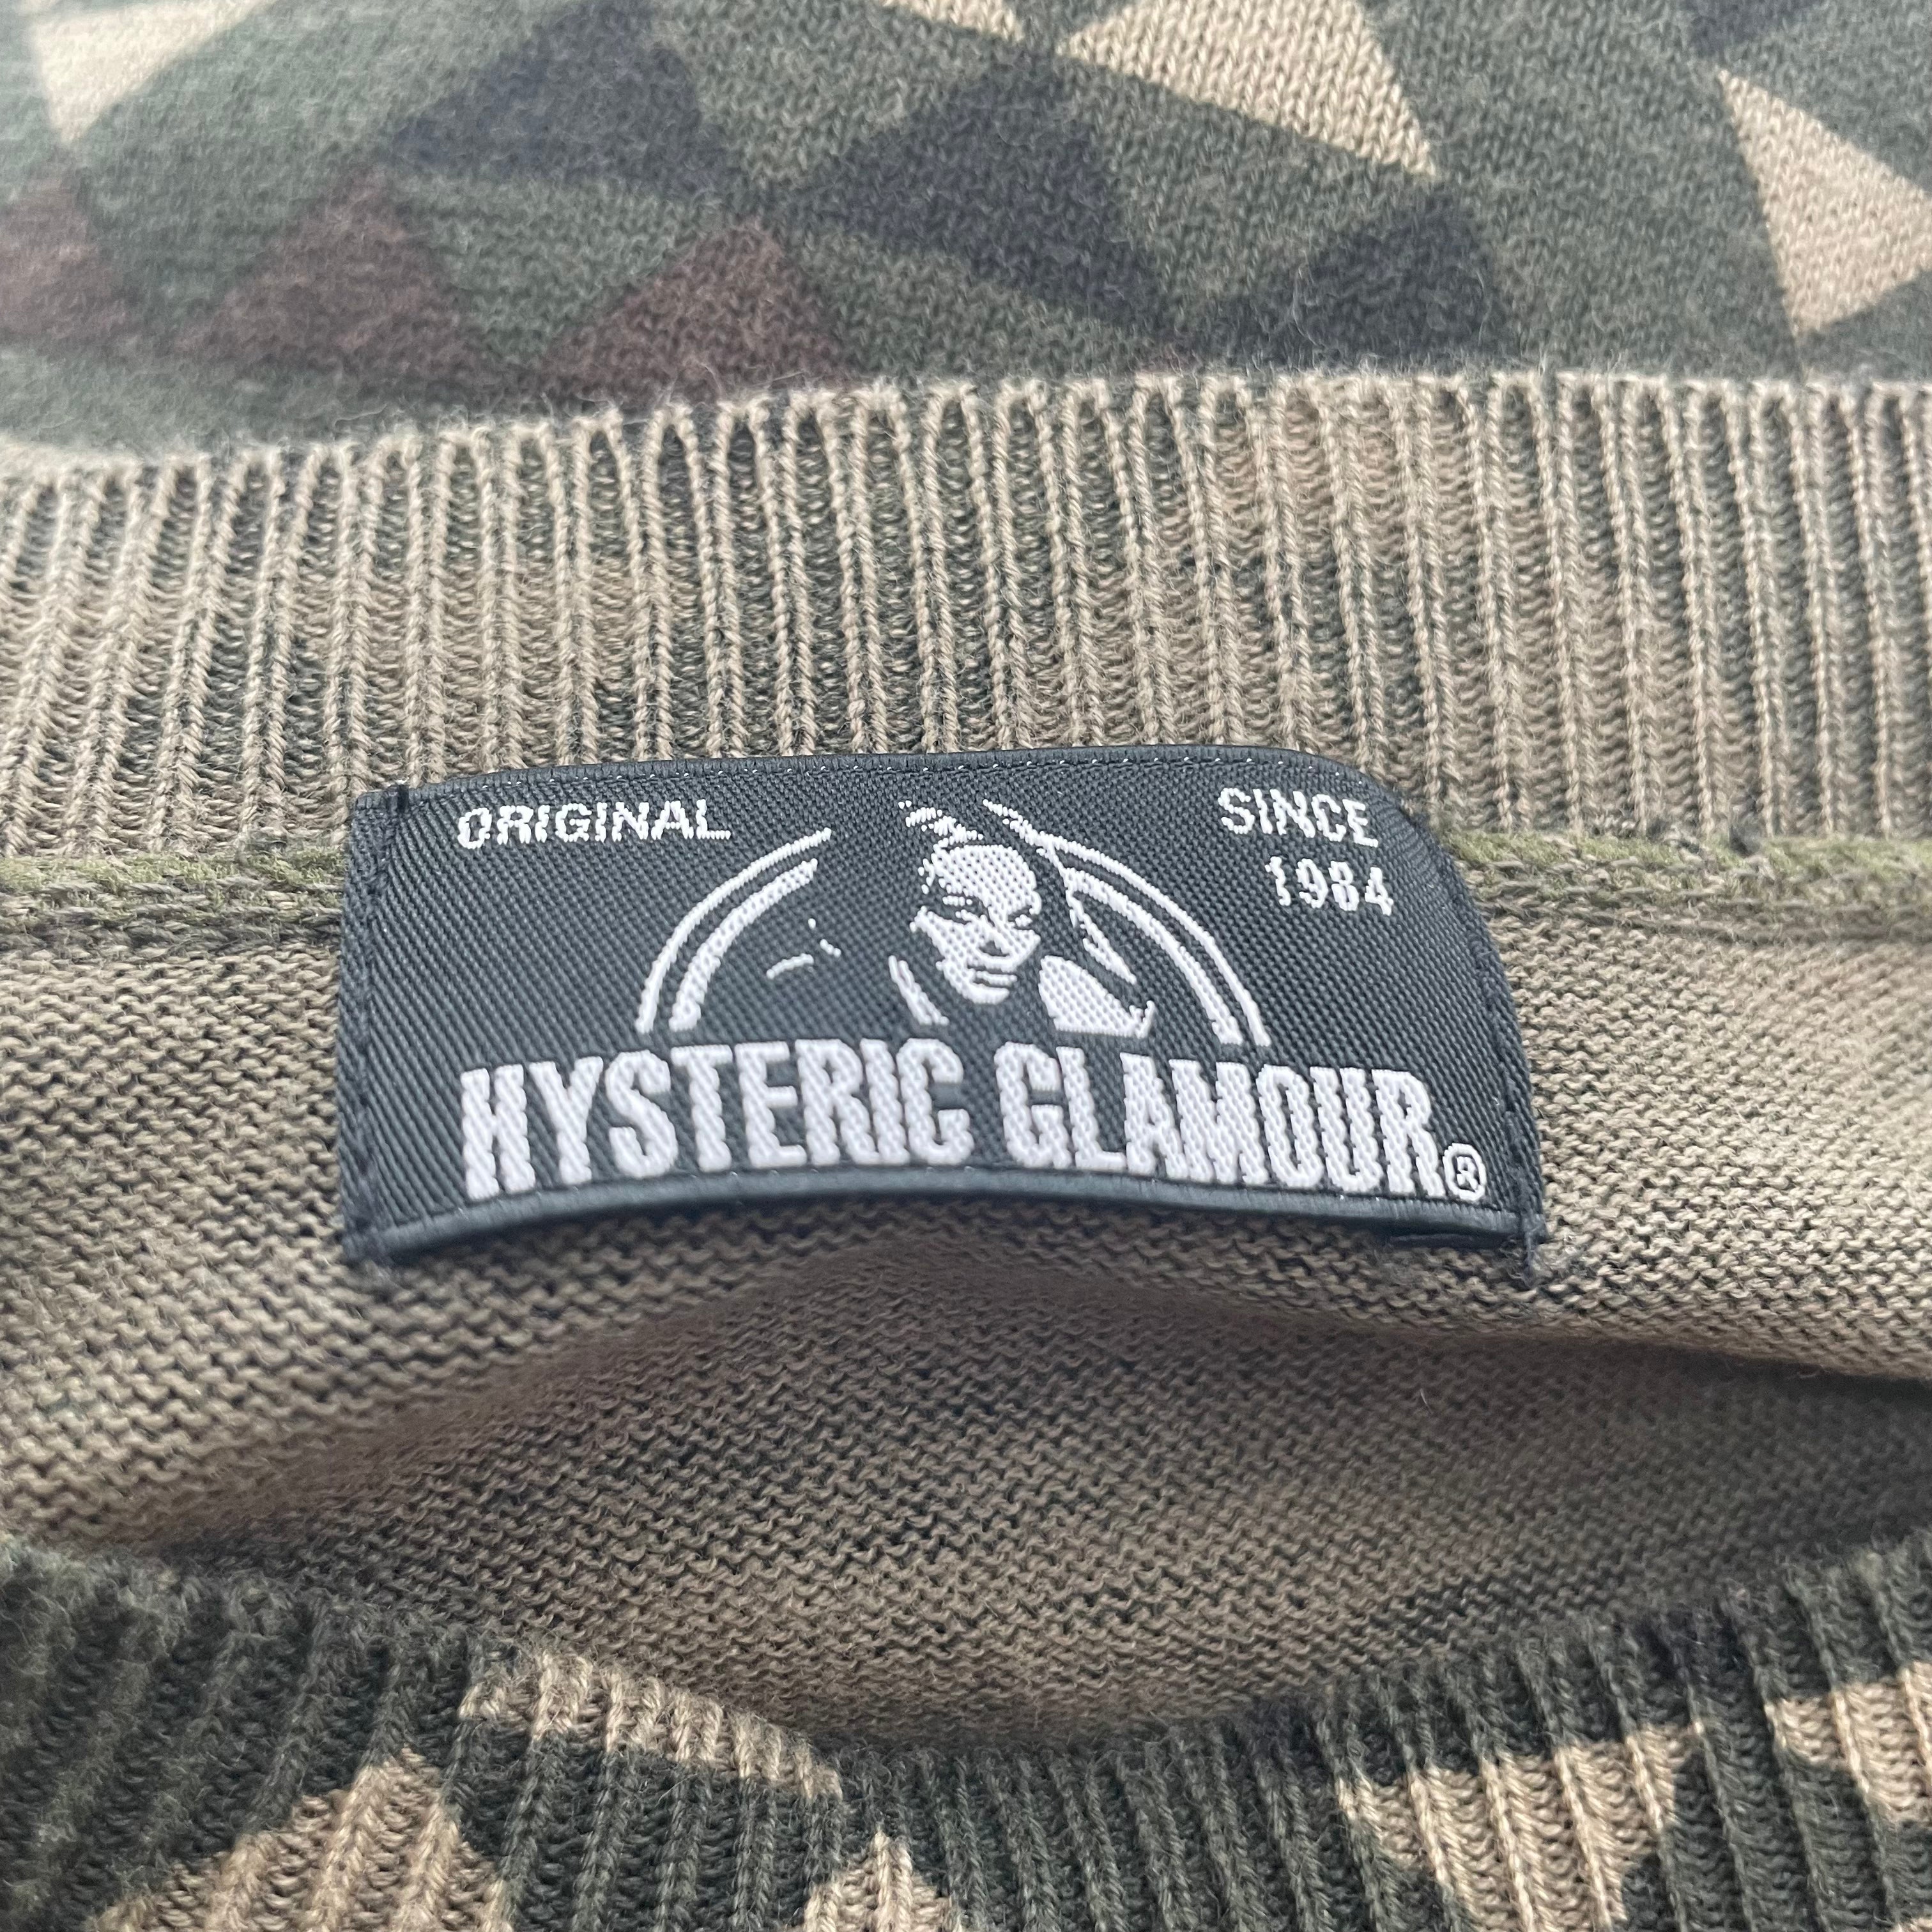 ORIGINAL
SINCE
1984
HYSTERIC GLAMOUR®